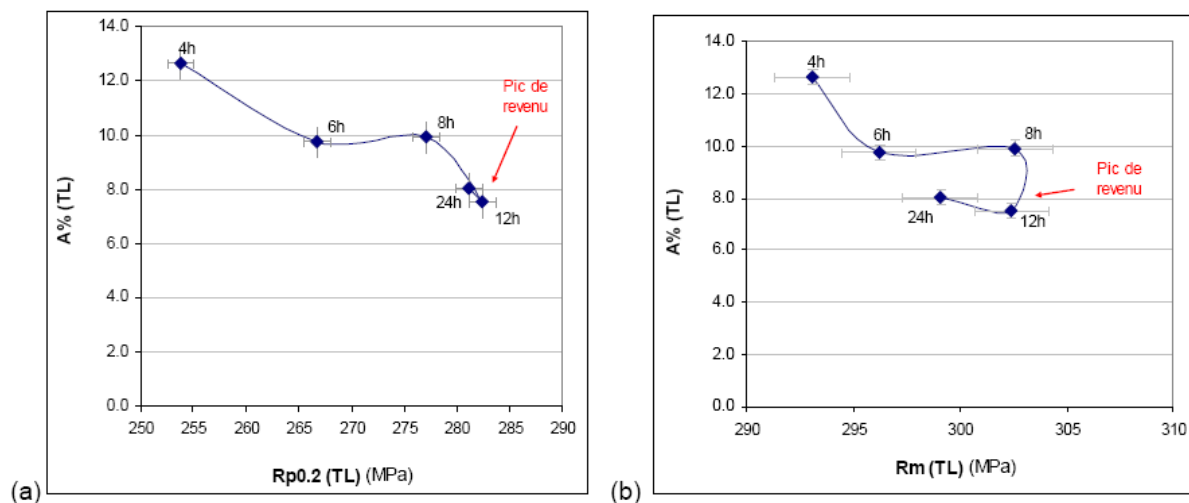 14.0
12.0
10.0
8.0
6.0
4.0
2.0
0.0
A% (TL)
4h
6h
8h
24h
12h
Pic de
revenu
250 255 260 265 270 275 280 285 290
Rp0.2 (TL) (MPa)
(a)
14.0
12.0
10.0
8.0
6.0
4.0
2.0
0.0
A% (TL)
4h
6h
8h
24h
12h
Pic de
revenu
290 295 300 305 310
Rm (TL) (MPa)
(b)